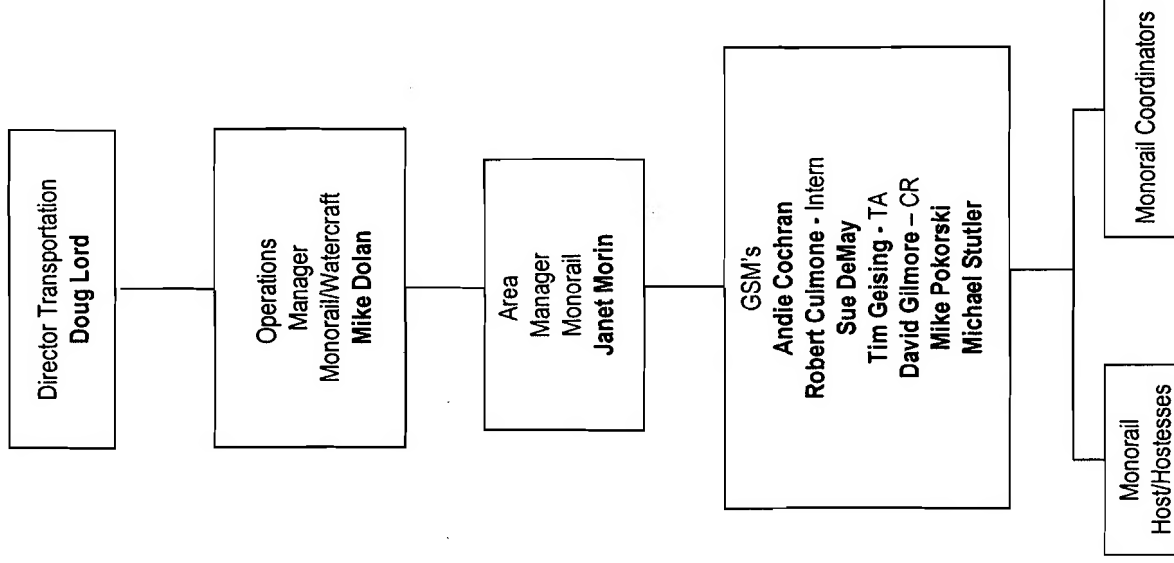 Director Transportation
Doug Lord
Operations
Manager
Monorail/Watercraft
Mike Dolan
Area
Manager
Monorail
Janet Morin
GSM's
Andie Cochran
Robert Culmone - Intern
Sue DeMay
Tim Geising - TA
David Gilmore – CR
Mike Pokorski
Michael Stutler
Monorail
Host/Hostesses
Monorail Coordinators